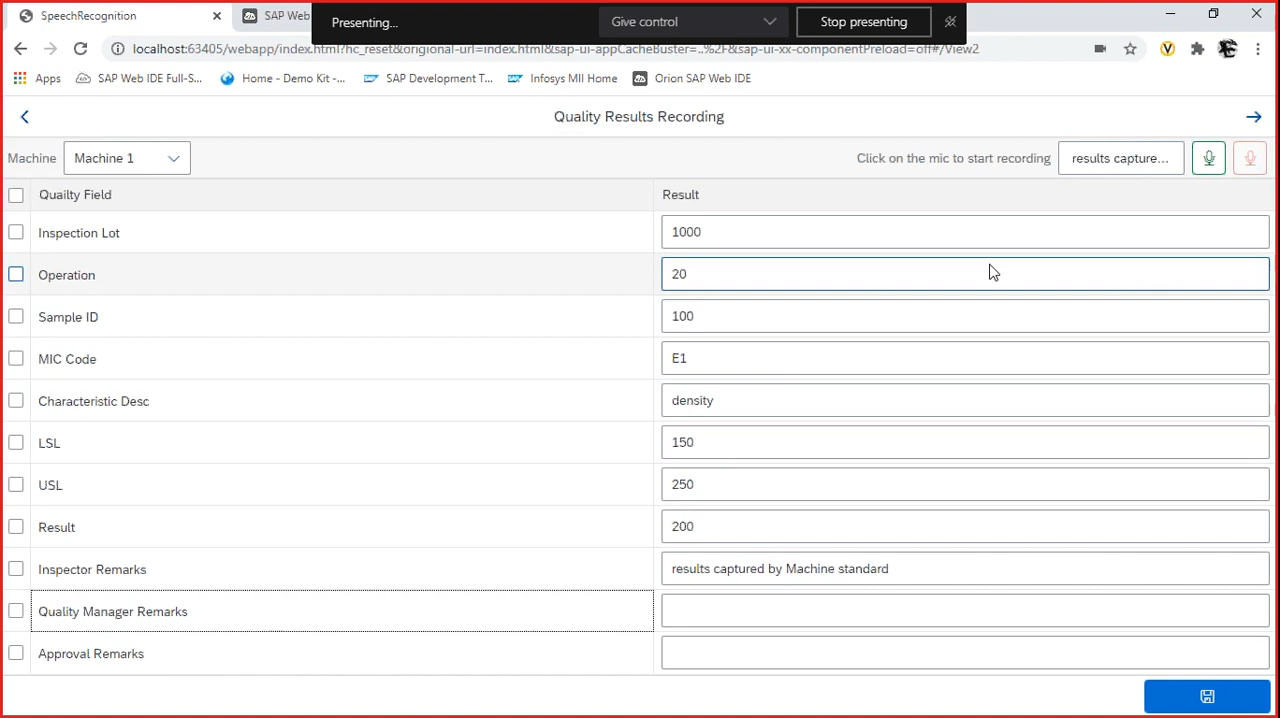 SpeechRecognition
SAP Web
Presenting...
Give control
Stop presenting
localhost:63405/webapp/index.html?hc_reset&origional-url=index.html&sap-ui-appCacheBuster=..%2F&sap-ui-xx-componentPreload=off#/View2
Apps
SAP Web IDE Full-S...
Home - Demo Kit -...
SAP Development T...
Infosys MII Home
Orion SAP Web IDE
Quality Results Recording
Machine
Machine 1
Click on the mic to start recording
results capture...
Quailty Field
Result
Inspection Lot
1000
Operation
20
Sample ID
100
MIC Code
E1
Characteristic Desc
density
LSL
150
USL
250
Result
200
Inspector Remarks
results captured by Machine standard
Quality Manager Remarks
Approval Remarks